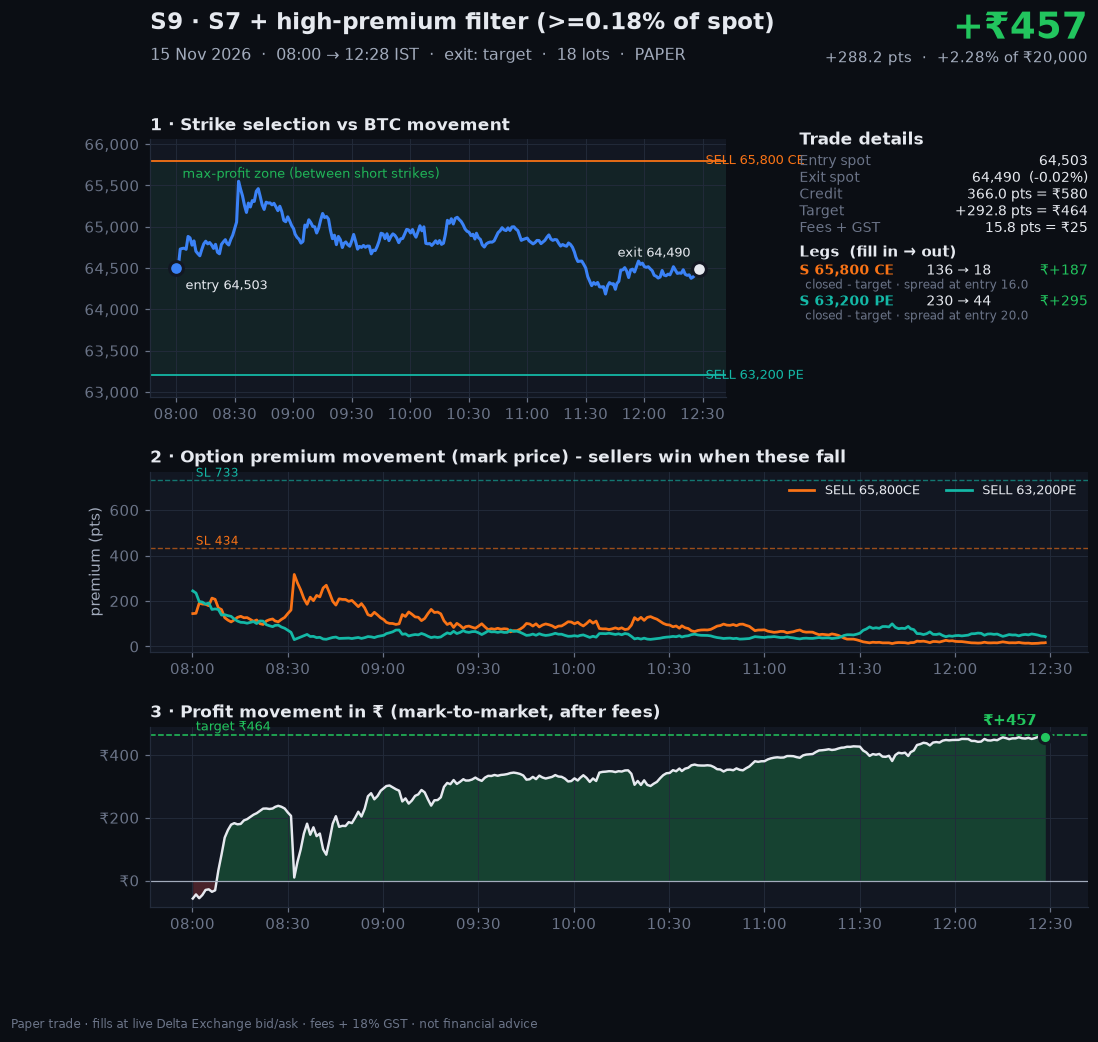 S9 · S7 + high-premium filter (>=0.18% of spot)
+₹457
15 Nov 2026 · 08:00 → 12:28 IST · exit: target · 18 lots · PAPER
+288.2 pts · +2.28% of ₹20,000
1 · Strike selection vs BTC movement
66,000
65,500
65,000
64,500
64,000
63,500
63,000
SELL 65,800 CE
max-profit zone (between short strikes)
exit 64,490
entry 64,503
SELL 63,200 PE
08:00 08:30 09:00 09:30 10:00 10:30 11:00 11:30 12:00 12:30
Trade details
Entry spot 64,503
Exit spot 64,490 (-0.02%)
Credit 366.0 pts = ₹580
Target +292.8 pts = ₹464
Fees + GST 15.8 pts = ₹25
Legs (fill in → out)
S 65,800 CE 136 → 18 ₹+187
closed - target · spread at entry 16.0
S 63,200 PE 230 → 44 ₹+295
closed - target · spread at entry 20.0
2 · Option premium movement (mark price) - sellers win when these fall
SL 733
SELL 65,800CE SELL 63,200PE
SL 434
premium (pts)
600
400
200
0
08:00 08:30 09:00 09:30 10:00 10:30 11:00 11:30 12:00 12:30
3 · Profit movement in ₹ (mark-to-market, after fees)
target ₹464
₹+457
₹400
₹200
₹0
08:00 08:30 09:00 09:30 10:00 10:30 11:00 11:30 12:00 12:30
Paper trade · fills at live Delta Exchange bid/ask · fees + 18% GST · not financial advice